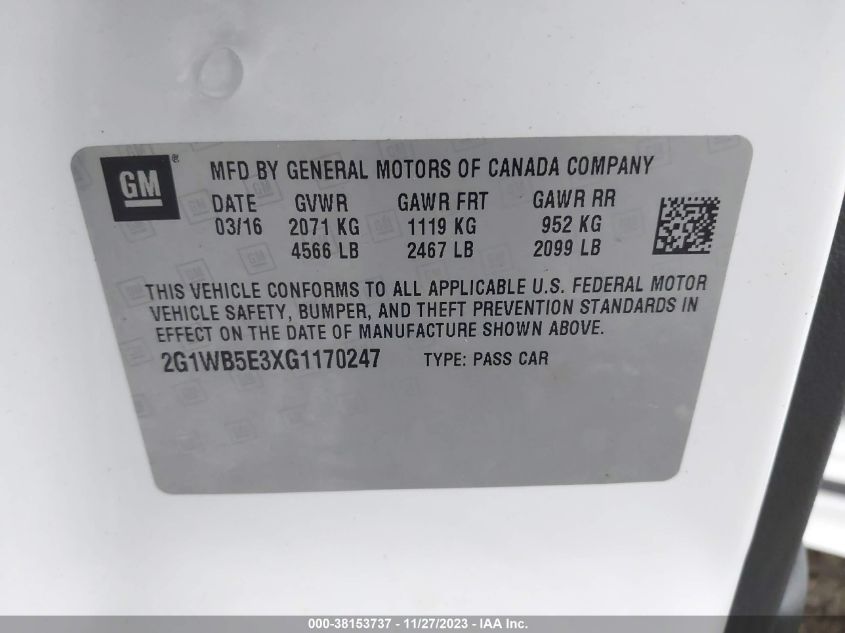 GM ® MFD BY GENERAL MOTORS OF CANADA COMPANY
DATE GVWR GAWR FRT GAWR RR
03/16 2071 KG 1119 KG 952 KG
4566 LB 2467 LB 2099 LB
THIS VEHICLE CONFORMS TO ALL APPLICABLE U.S. FEDERAL MOTOR
VEHICLE SAFETY, BUMPER, AND THEFT PREVENTION STANDARDS IN
EFFECT ON THE DATE OF MANUFACTURE SHOWN ABOVE.
2G1WB5E3XG1170247 TYPE: PASS CAR
000-38153737 - 11/27/2023 - IAA Inc.